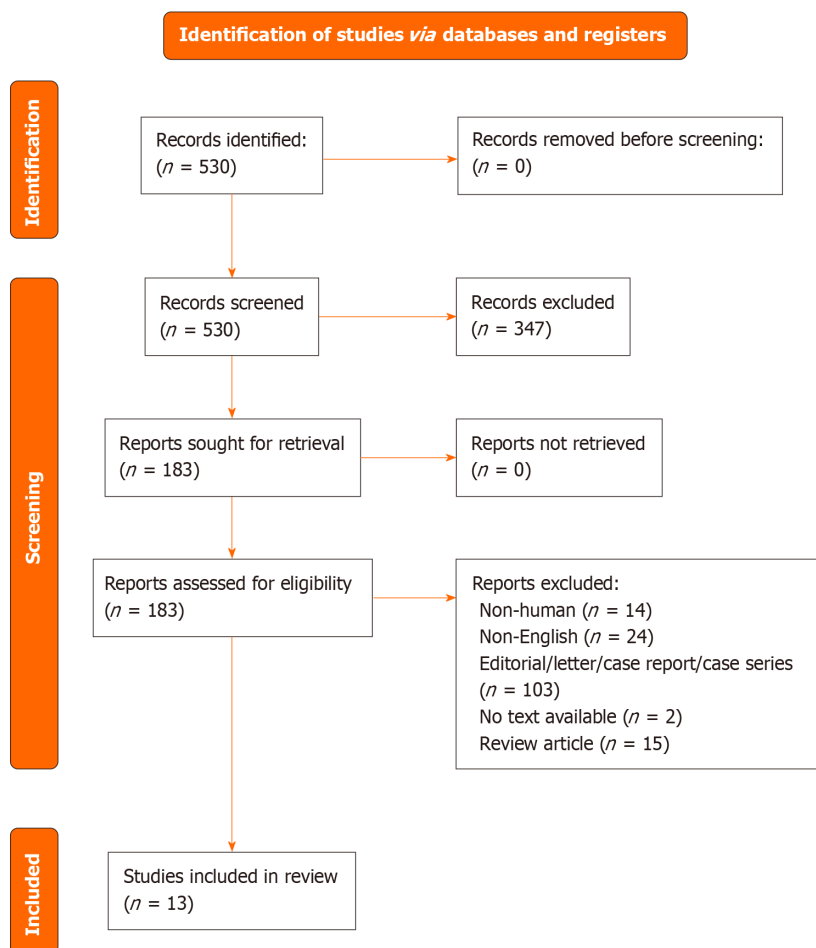 Identification of studies via databases and registers
Identification
Records identified:
(n = 530)
Records removed before screening:
(n = 0)
Screening
Records screened
(n = 530)
Records excluded
(n = 347)
Reports sought for retrieval
(n = 183)
Reports not retrieved
(n = 0)
Reports assessed for eligibility
(n = 183)
Reports excluded:
Non-human (n = 14)
Non-English (n = 24)
Editorial/letter/case report/case series
(n = 103)
No text available (n = 2)
Review article (n = 15)
Included
Studies included in review
(n = 13)